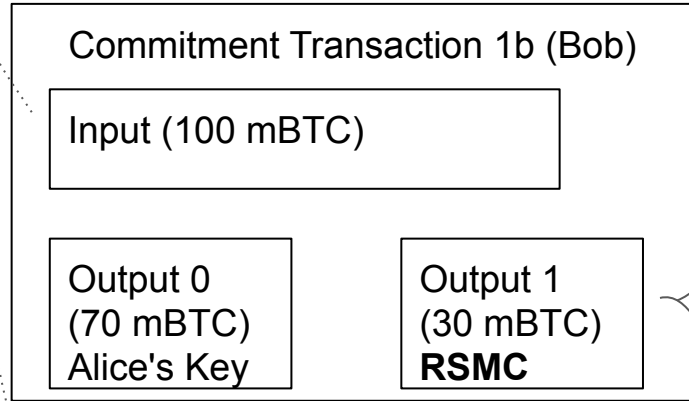 Commitment Transaction 1b (Bob)
Input (100 mBTC)
Output 0
(70 mBTC)
Alice's Key
Output 1
(30 mBTC)
RSMC